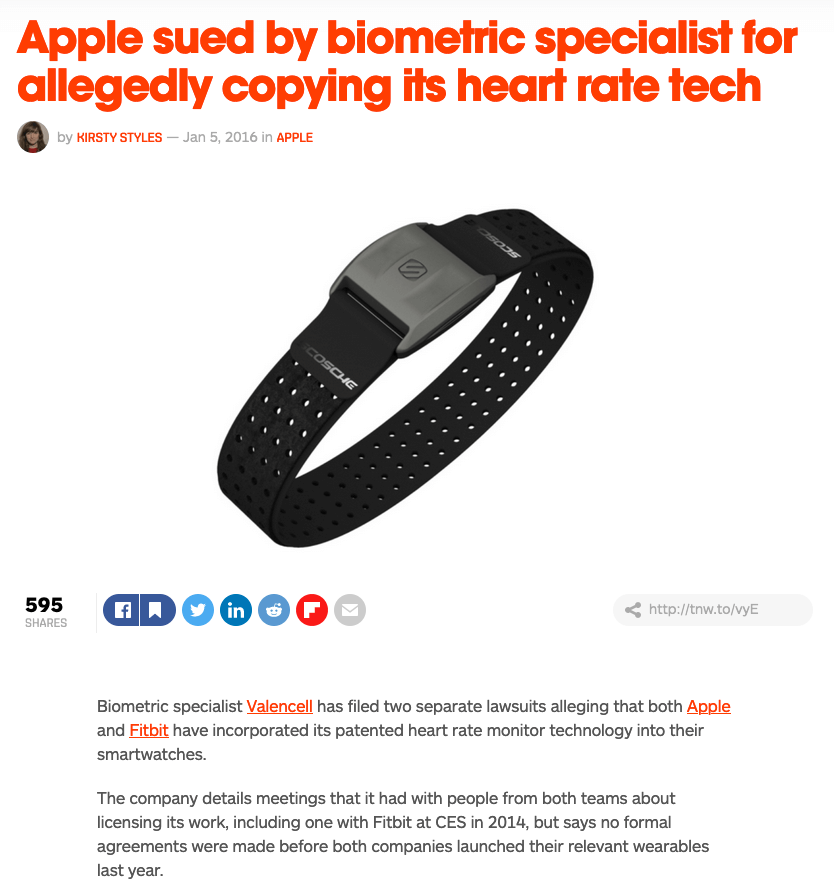 Apple sued by biometric specialist for
allegedly copying its heart rate tech
by KIRSTY STYLES — Jan 5, 2016 in APPLE
SCOSC
SCOSCHE
595
SHARES
http://tnw.to/vyE
Biometric specialist Valencell has filed two separate lawsuits alleging that both Apple
and Fitbit have incorporated its patented heart rate monitor technology into their
smartwatches.
The company details meetings that it had with people from both teams about
licensing its work, including one with Fitbit at CES in 2014, but says no formal
agreements were made before both companies launched their relevant wearables
last year.